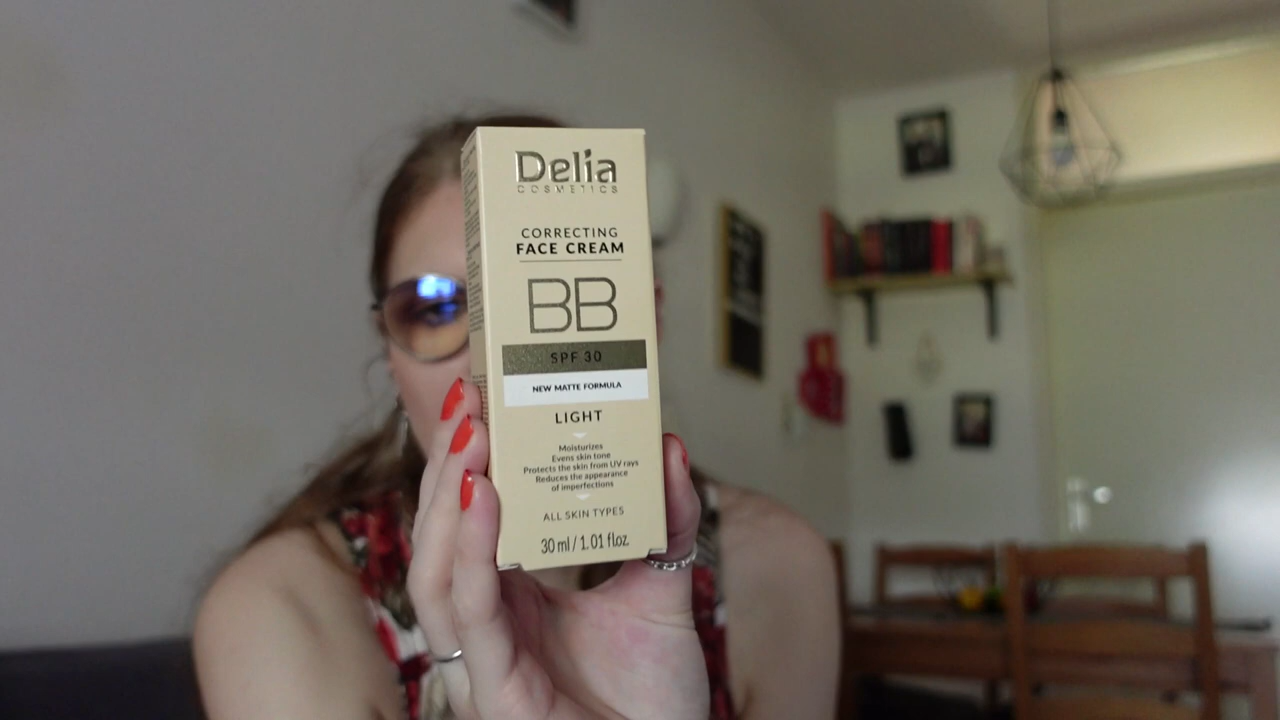 Delia
COSMETICS
CORRECTING
FACE CREAM
BB
SPF 30
NEW MATTE FORMULA
LIGHT
Moisturizes
Evens skin tone
Protects the skin from UV rays
Reduces the appearance
of imperfections
ALL SKIN TYPES
30 ml / 1.01 fl oz